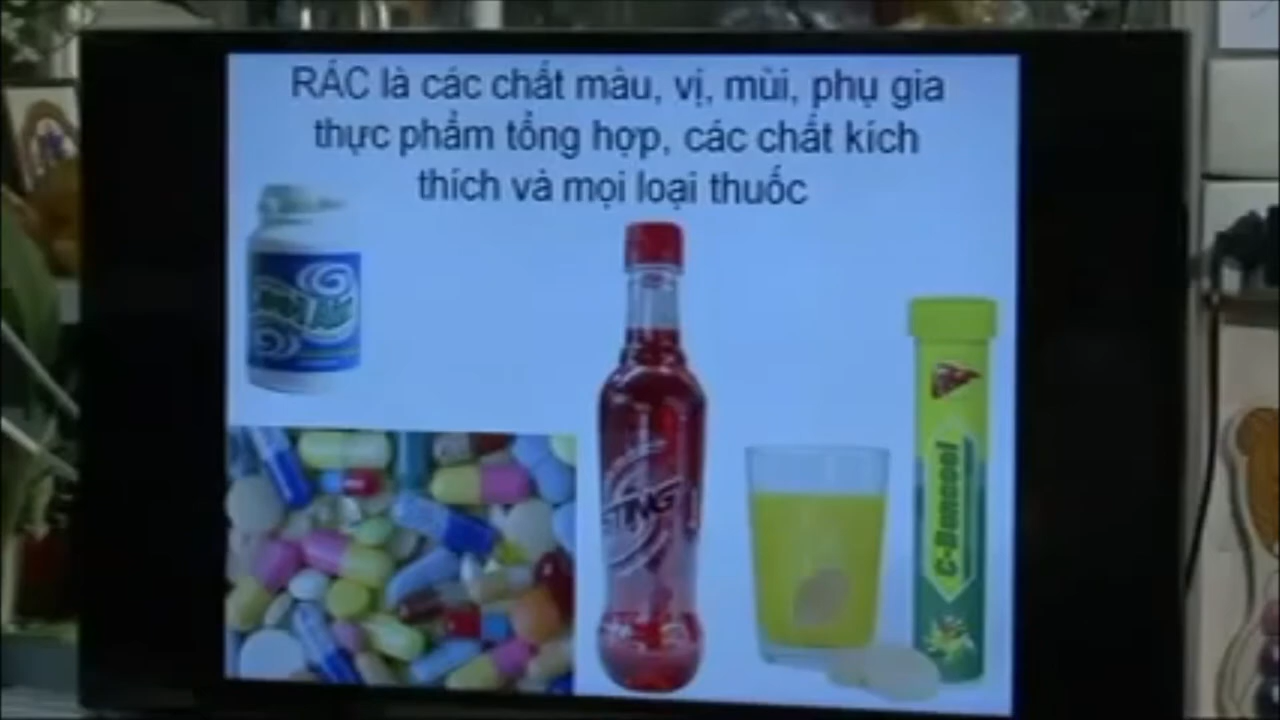 RÁC là các chất màu, vị, mùi, phụ gia
thực phẩm tổng hợp, các chất kích
thích và mọi loại thuốc
STING
C-Boncool